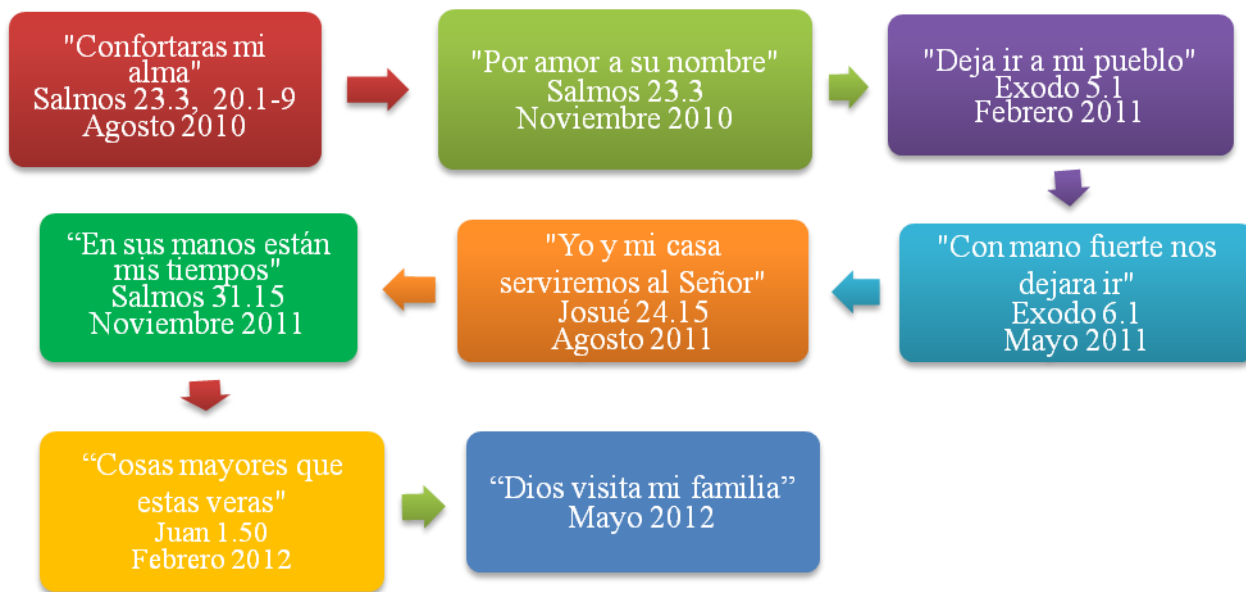 "Confortaras mi
alma"
Salmos 23.3, 20.1-9
Agosto 2010
"Por amor a su nombre"
Salmos 23.3
Noviembre 2010
"Deja ir a mi pueblo"
Exodo 5.1
Febrero 2011
"Con mano fuerte nos
dejara ir"
Exodo 6.1
Mayo 2011
"Yo y mi casa
serviremos al Señor"
Josué 24.15
Agosto 2011
“En sus manos están
mis tiempos"
Salmos 31.15
Noviembre 2011
“Cosas mayores que
estas veras"
Juan 1.50
Febrero 2012
“Dios visita mi familia”
Mayo 2012